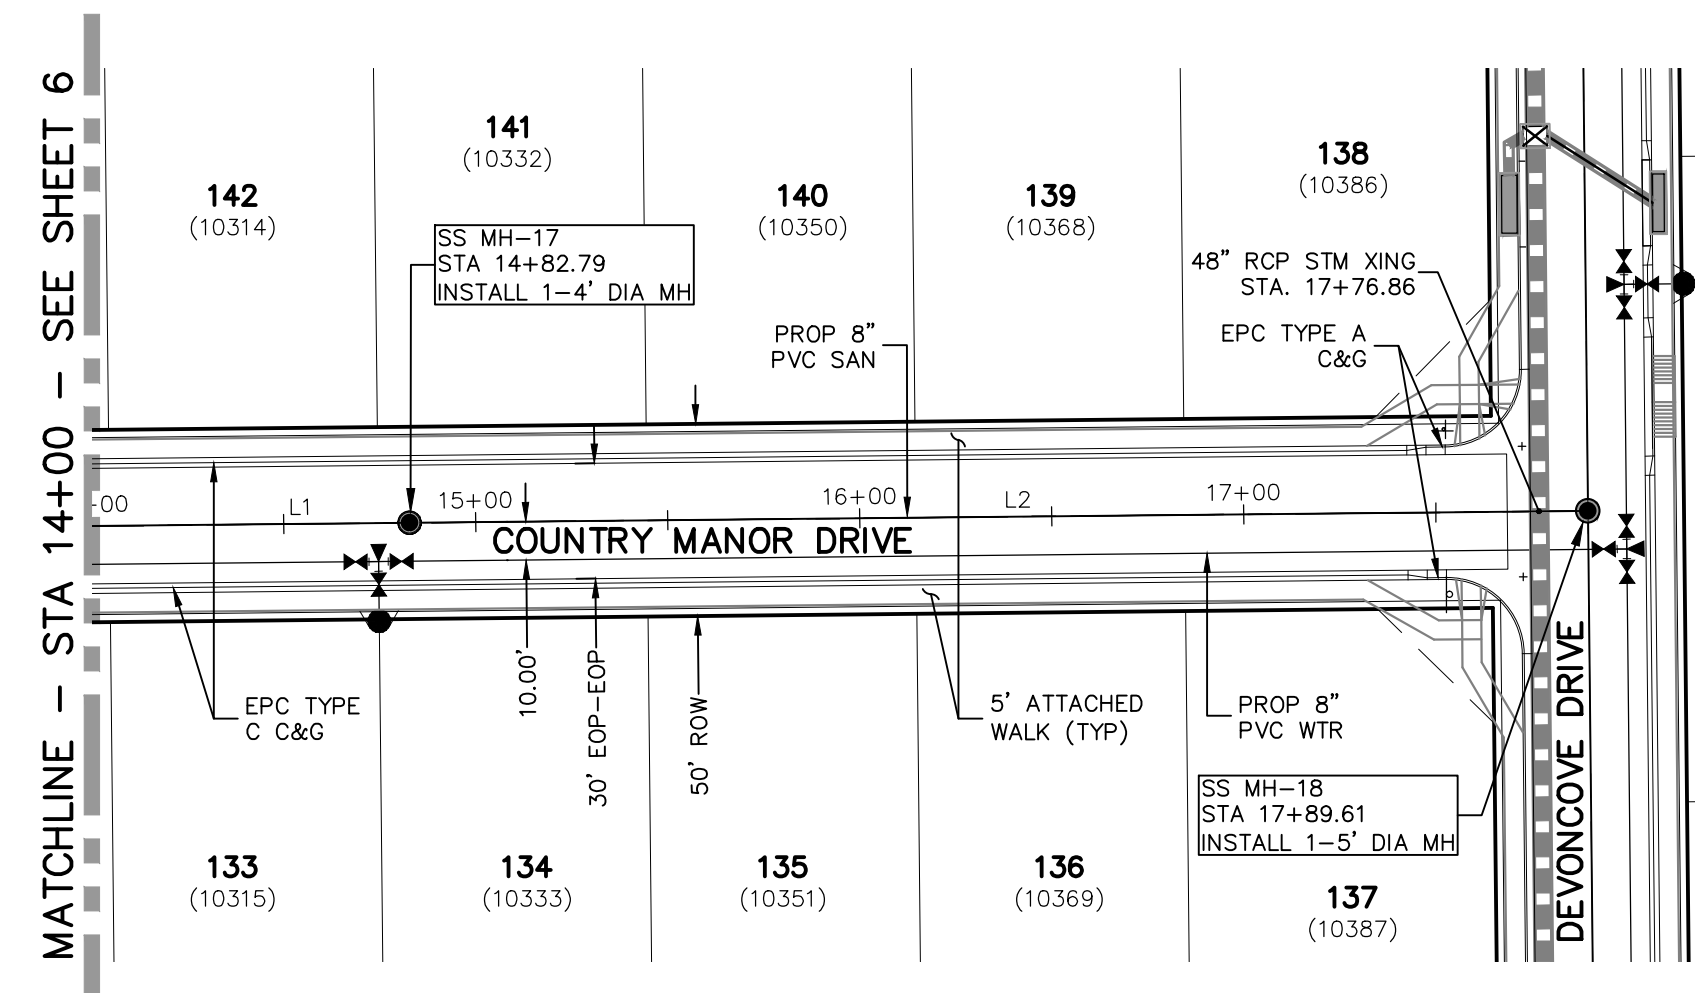 MATCHLINE – STA 14+00 – SEE SHEET 6
142
(10314)
141
(10332)
140
(10350)
139
(10368)
138
(10386)
SS MH–17
STA 14+82.79
INSTALL 1–4' DIA MH
PROP 8"
PVC SAN
48" RCP STM XING
STA. 17+76.86
EPC TYPE A
C&G
+00
L1
15+00
16+00
L2
17+00
COUNTRY MANOR DRIVE
EPC TYPE
C C&G
10.00'
30' EOP–EOP
50' ROW
5' ATTACHED
WALK (TYP)
PROP 8"
PVC WTR
SS MH–18
STA 17+89.61
INSTALL 1–5' DIA MH
DEVONCOVE DRIVE
133
(10315)
134
(10333)
135
(10351)
136
(10369)
137
(10387)